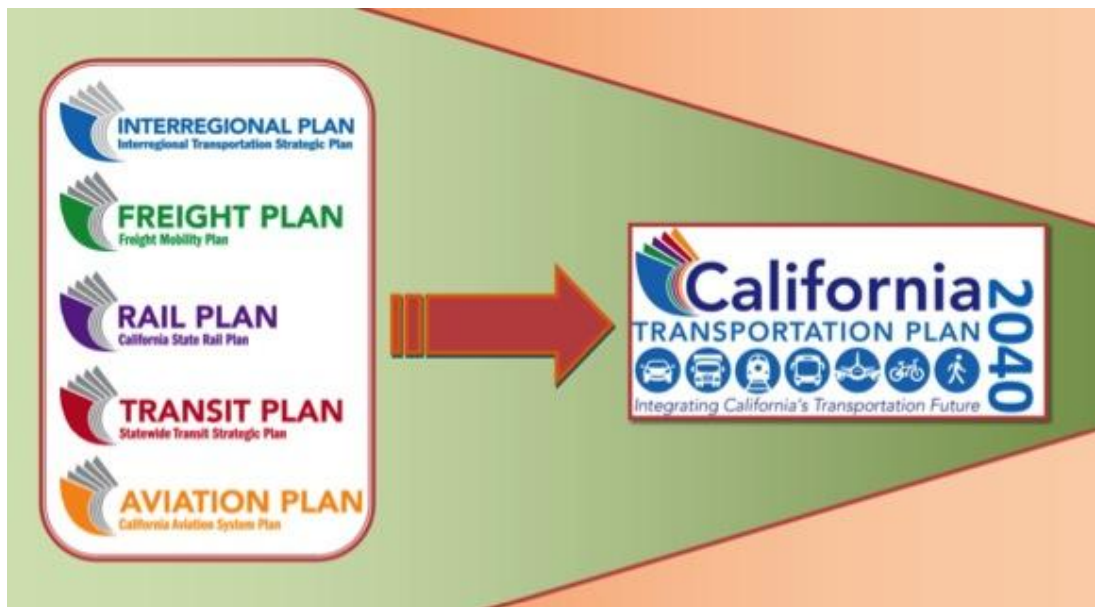 INTERREGIONAL PLAN
Interregional Transportation Strategic Plan
FREIGHT PLAN
Freight Mobility Plan
RAIL PLAN
California State Rail Plan
TRANSIT PLAN
Statewide Transit Strategic Plan
AVIATION PLAN
California Aviation System Plan
California
TRANSPORTATION PLAN
2040
Integrating California's Transportation Future